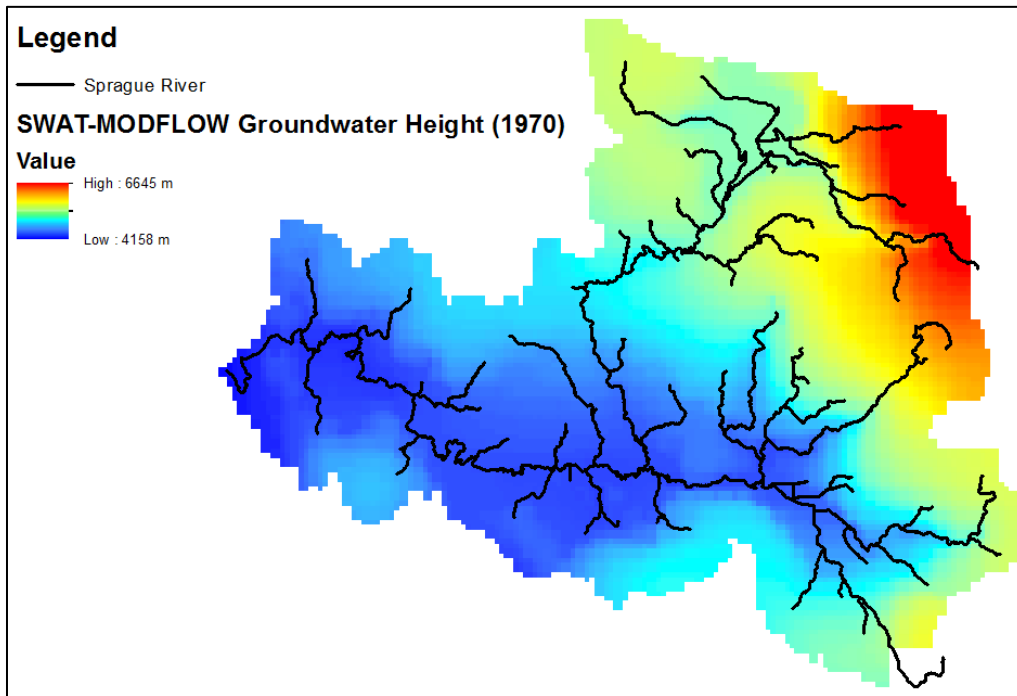 Legend
Sprague River
SWAT-MODFLOW Groundwater Height (1970)
Value
High : 6645 m
Low : 4158 m